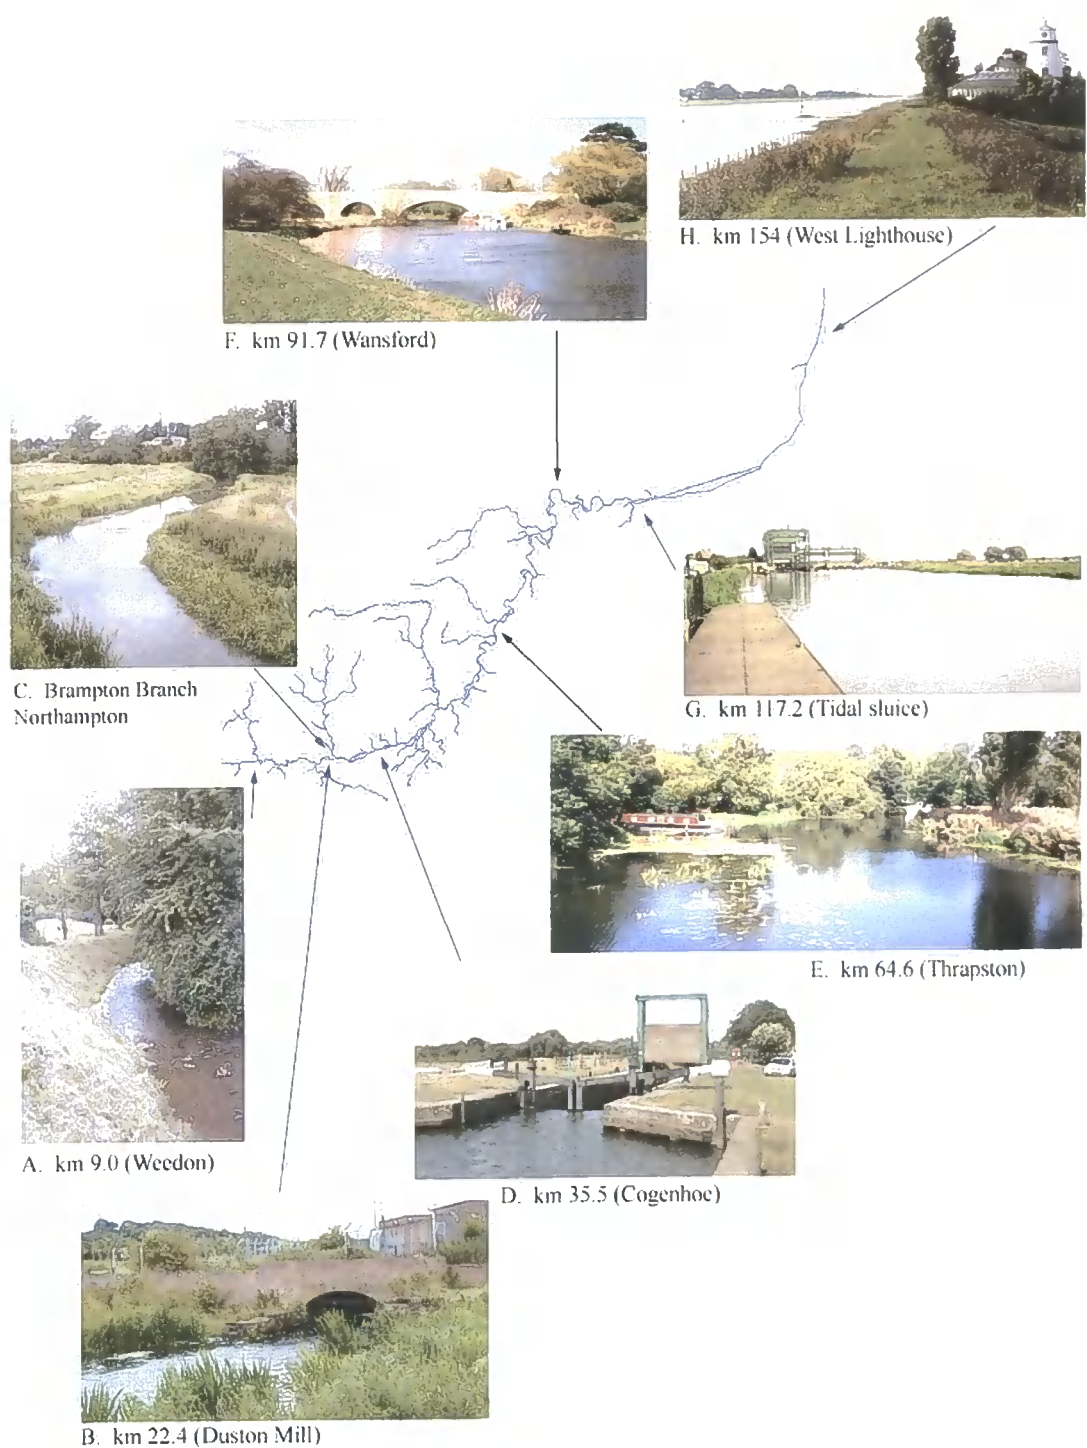 H. km 154 (West Lighthouse)
F. km 91.7 (Wansford)
C. Brampton Branch
Northampton
G. km 117.2 (Tidal sluice)
E. km 64.6 (Thrapston)
A. km 9.0 (Weedon)
D. km 35.5 (Cogenhoe)
B. km 22.4 (Duston Mill)